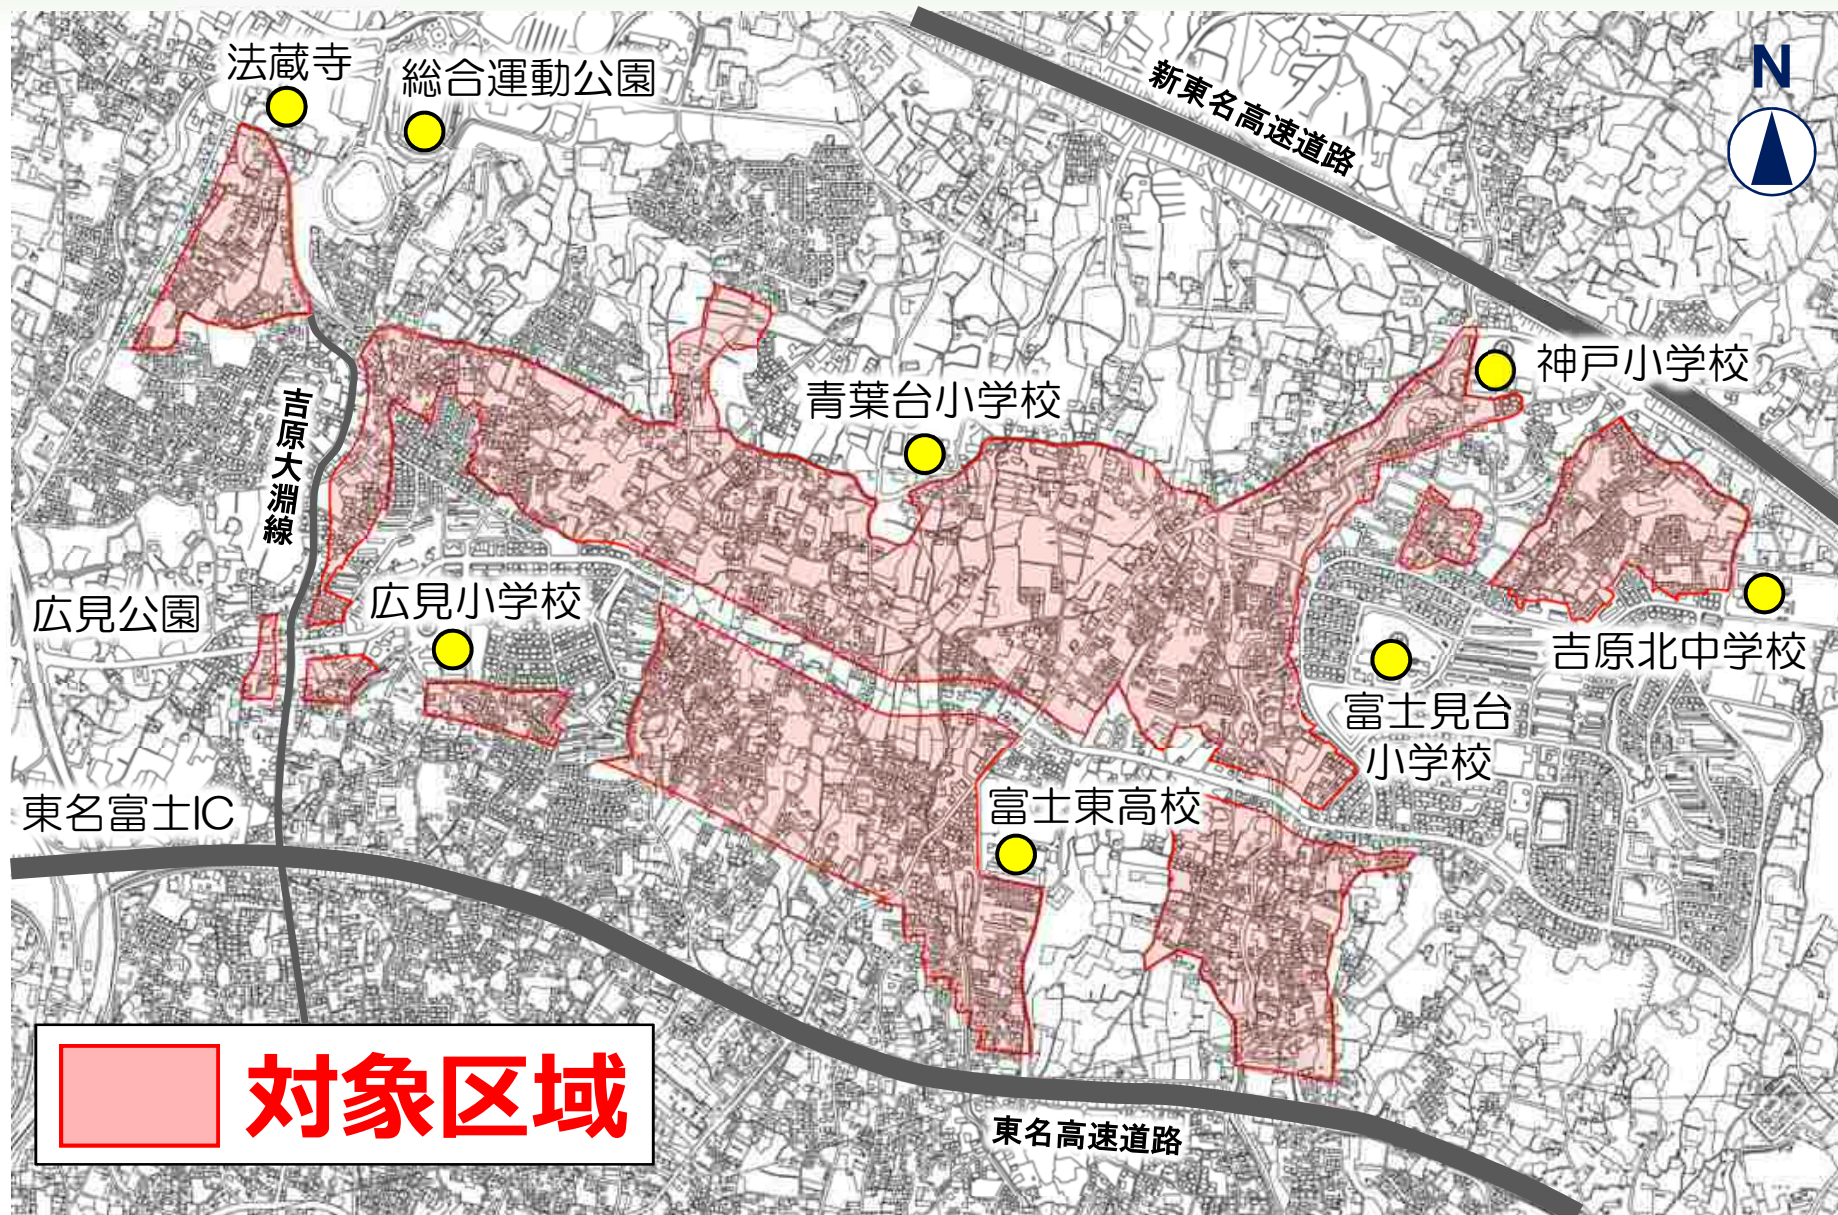 法蔵寺
総合運動公園
新東名高速道路
N
神戸小学校
青葉台小学校
吉原大淵線
広見公園
広見小学校
吉原北中学校
富士見台
小学校
東名富士IC
富士東高校
対象区域
東名高速道路